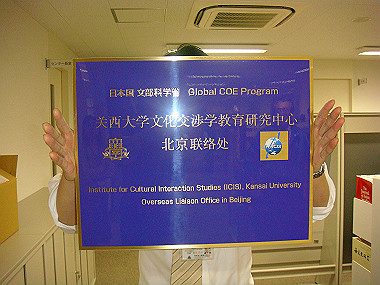 日本国 文部科学省 Global COE Program
关西大学文化交涉学教育研究中心
北京联络处
ICIS
Institute for Cultural Interaction Studies (ICIS), Kansai University
Overseas Liaison Office in Beijing